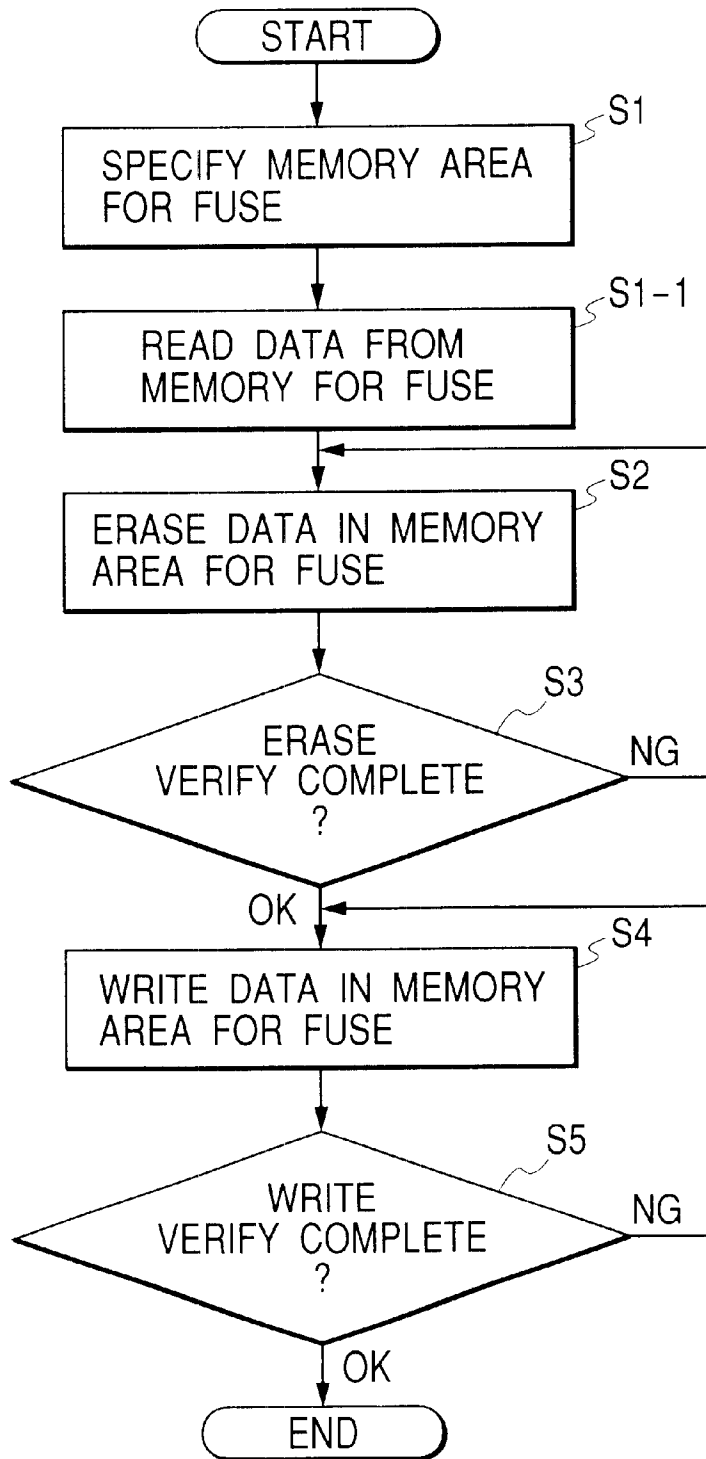 START
S1
SPECIFY MEMORY AREA
FOR FUSE
S1-1
READ DATA FROM
MEMORY FOR FUSE
S2
ERASE DATA IN MEMORY
AREA FOR FUSE
S3
ERASE
VERIFY COMPLETE
?
NG
OK
S4
WRITE DATA IN MEMORY
AREA FOR FUSE
S5
WRITE
VERIFY COMPLETE
?
NG
OK
END